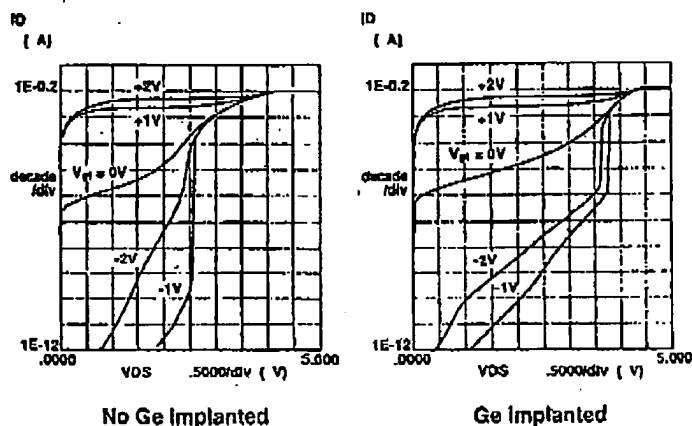 ID
( A)
1E-0.2
+2V
+1V
= 0V
decade
/div
-2V
-1V
1E-12
.0000
5.000
VDS
.5000/div ( V)
No Ge Implanted
ID
( A)
1E-0.2
+2V
+1V
= 0V
decade
/div
-2V
-1V
1E-12
.0000
5.000
VDS
.5000/div ( V)
Ge Implanted